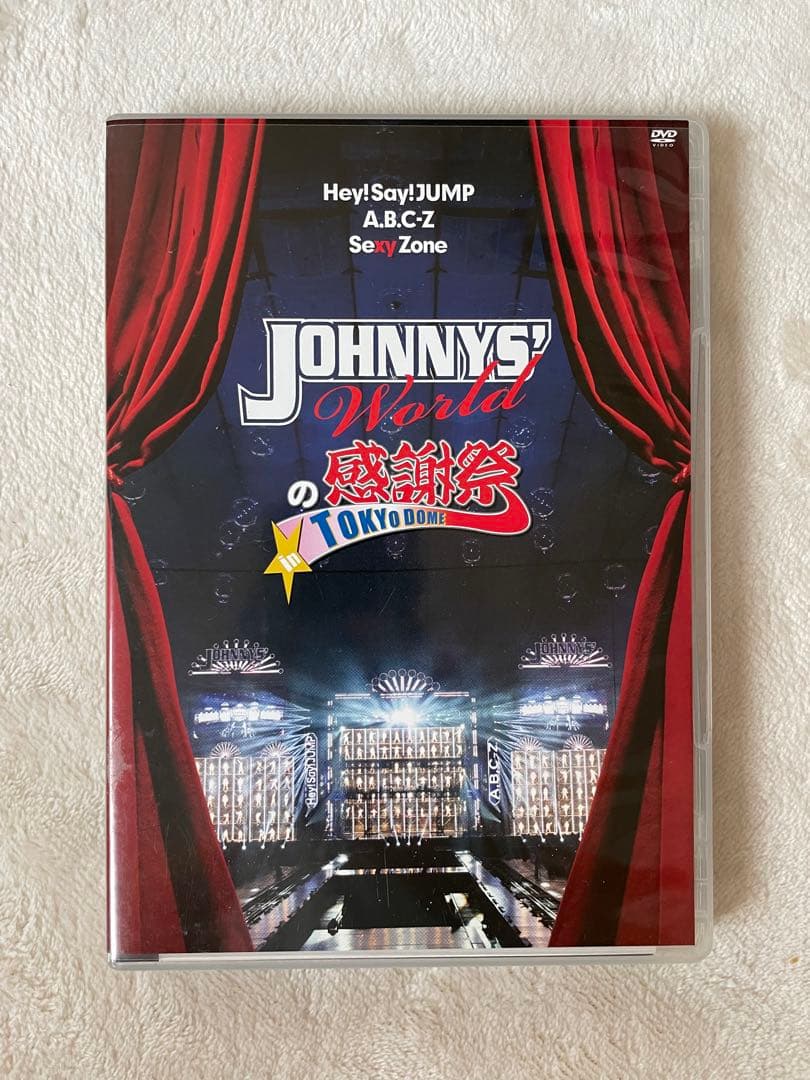 DVD
VIDEO
Hey!Say!JUMP
A.B.C-Z
Sexy Zone
JOHNNYS'
World
の感謝祭
in TOKYO DOME
JOHNNYS'
JOHNNYS'
Hey!Say!JUMP
A.B.C-Z